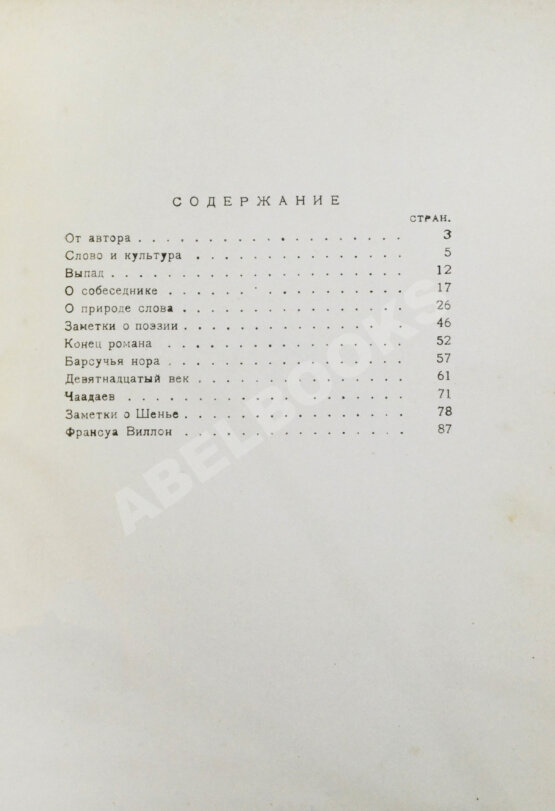 СОДЕРЖАНИЕ
СТРАН.
От автора . . . . . . . . . . . . . . . . . . . 3
Слово и культура . . . . . . . . . . . . . . . 5
Выпад . . . . . . . . . . . . . . . . . . . . . 12
О собеседнике . . . . . . . . . . . . . . . . . 17
О природе слова . . . . . . . . . . . . . . . . 26
Заметки о поэзии . . . . . . . . . . . . . . . . 46
Конец романа . . . . . . . . . . . . . . . . . 52
Барсучья нора . . . . . . . . . . . . . . . . . 57
Девятнадцатый век . . . . . . . . . . . . . . . 61
Чаадаев . . . . . . . . . . . . . . . . . . . . 71
Заметки о Шенье . . . . . . . . . . . . . . . . 78
Франсуа Виллон . . . . . . . . . . . . . . . . 87
ABELBOOKS